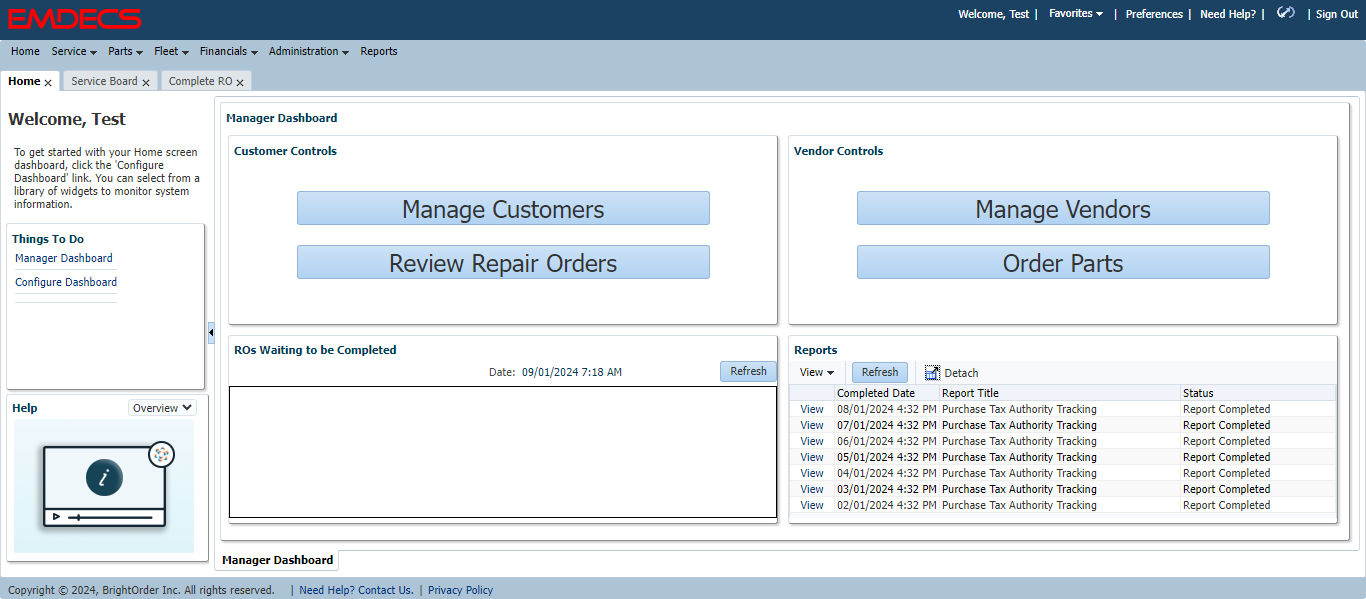 EMDECS
Welcome, Test | Favorites | Preferences | Need Help? | | Sign Out
Home Service Parts Fleet Financials Administration Reports
Home Service Board Complete RO
Welcome, Test
To get started with your Home screen
dashboard, click the 'Configure
Dashboard' link. You can select from a
library of widgets to monitor system
information.
Things To Do
Manager Dashboard
Configure Dashboard
Help Overview
i
Manager Dashboard
Customer Controls
Manage Customers
Review Repair Orders
Vendor Controls
Manage Vendors
Order Parts
ROs Waiting to be Completed
Date: 09/01/2024 7:18 AM Refresh
Reports
View Refresh Detach
Completed Date Report Title Status
View 08/01/2024 4:32 PM Purchase Tax Authority Tracking Report Completed
View 07/01/2024 4:32 PM Purchase Tax Authority Tracking Report Completed
View 06/01/2024 4:32 PM Purchase Tax Authority Tracking Report Completed
View 05/01/2024 4:32 PM Purchase Tax Authority Tracking Report Completed
View 04/01/2024 4:32 PM Purchase Tax Authority Tracking Report Completed
View 03/01/2024 4:32 PM Purchase Tax Authority Tracking Report Completed
View 02/01/2024 4:32 PM Purchase Tax Authority Tracking Report Completed
Manager Dashboard
Copyright © 2024, BrightOrder Inc. All rights reserved. | Need Help? Contact Us. | Privacy Policy